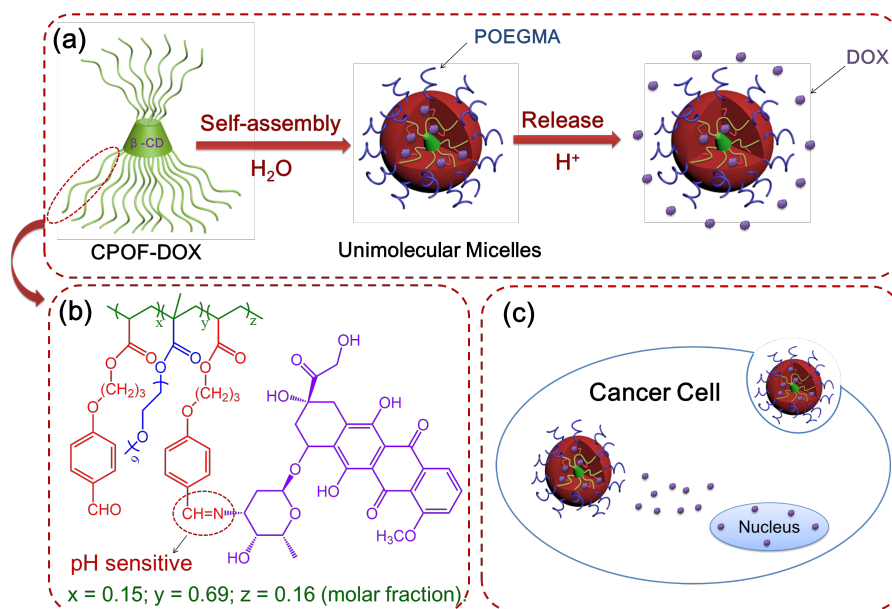 (a)
POEGMA
DOX
β-CD
Self-assembly
H₂O
Release
H⁺
CPOF-DOX
Unimolecular Micelles
(b)
x
y
z
O
O
O
O
O
O
(CH₂)₃
(CH₂)₃
O
O
O
9
CHO
CH=N
pH sensitive
O
OH
HO
O
OH
O
HO
O
O
H₃CO
O
HO
x = 0.15; y = 0.69; z = 0.16 (molar fraction).
(c)
Cancer Cell
Nucleus